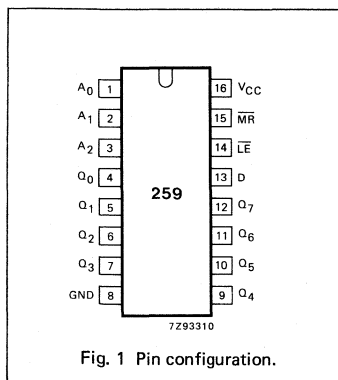 A0 1 16 VCC
A1 2 15 MR
A2 3 14 LE
Q0 4 13 D
259
Q1 5 12 Q7
Q2 6 11 Q6
Q3 7 10 Q5
GND 8 9 Q4
7Z93310
Fig. 1 Pin configuration.